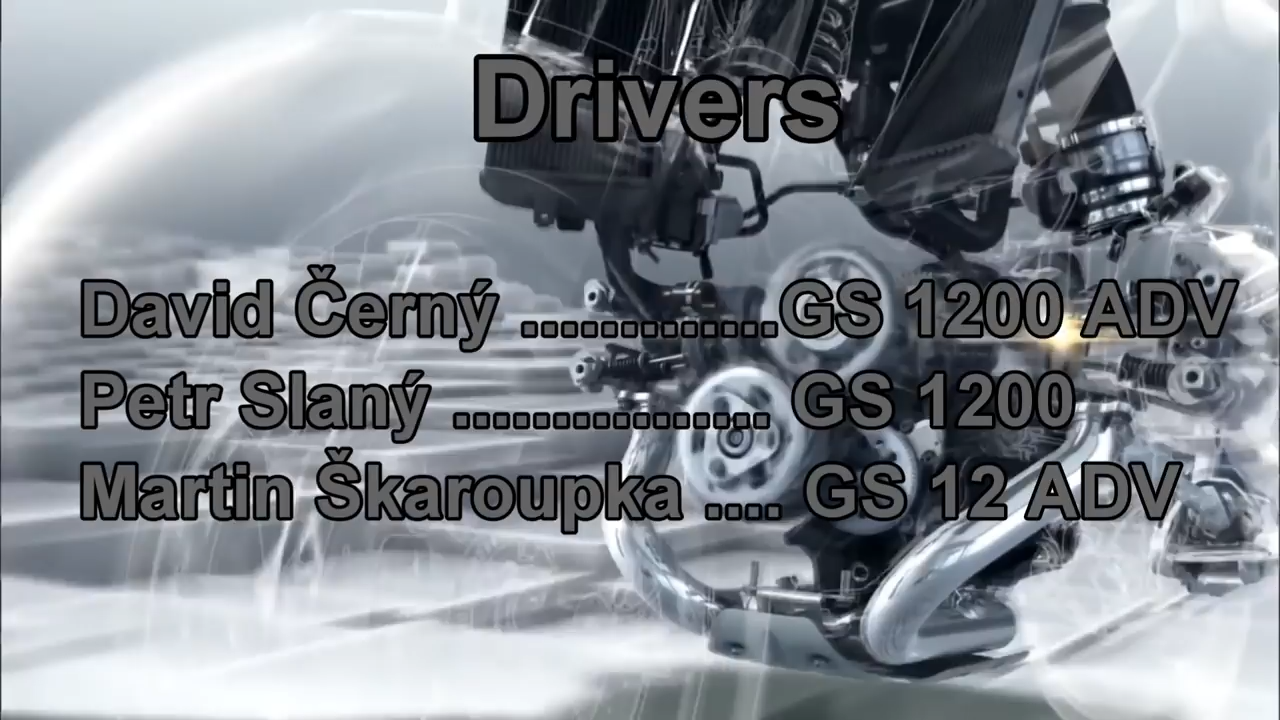 Drivers
David Černý .............GS 1200 ADV
Petr Slaný ................ GS 1200
Martin Škaroupka .... GS 12 ADV